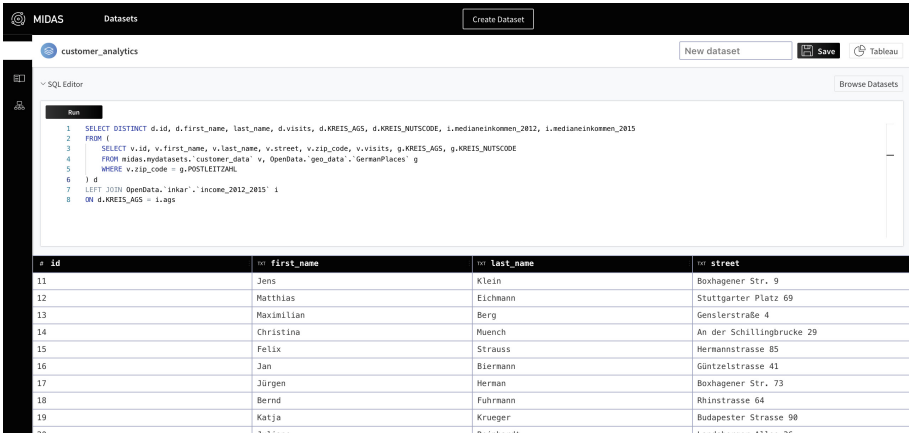 MIDAS Datasets Create Dataset
customer_analytics New dataset Save Tableau
SQL Editor Browse Datasets
Run
1 SELECT DISTINCT d.id, d.first_name, last_name, d.visits, d.KREIS_AGS, d.KREIS_NUTSCODE, i.medianeinkommen_2012, i.medianeinkommen_2015
2 FROM (
3 SELECT v.id, v.first_name, v.last_name, v.street, v.zip_code, v.visits, g.KREIS_AGS, g.KREIS_NUTSCODE
4 FROM midas.mydatasets.`customer_data` v, OpenData.`geo_data`.`GermanPlaces` g
5 WHERE v.zip_code = g.POSTLEITZAHL
6 ) d
7 LEFT JOIN OpenData.`inkar`.`income_2012_2015` i
8 ON d.KREIS_AGS = i.ags
# id TXT first_name TXT last_name TXT street
11 Jens Klein Boxhagener Str. 9
12 Matthias Eichmann Stuttgarter Platz 69
13 Maximilian Berg Genslerstraße 4
14 Christina Muench An der Schillingbrucke 29
15 Felix Strauss Hermannstrasse 85
16 Jan Biermann Güntzelstrasse 41
17 Jürgen Herman Boxhagener Str. 73
18 Bernd Fuhrmann Rhinstrasse 64
19 Katja Krueger Budapester Strasse 90